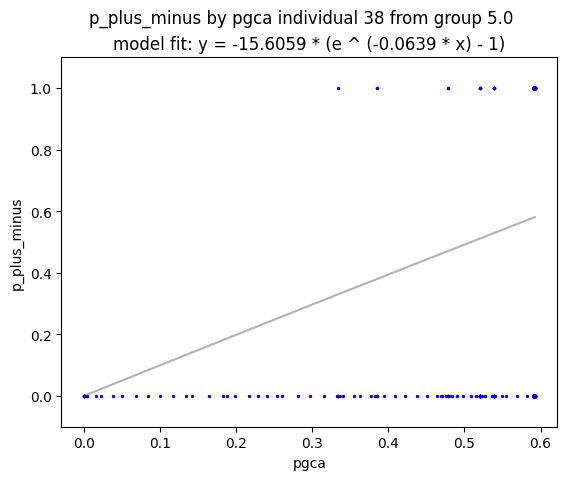 p_plus_minus by pgca individual 38 from group 5.0
model fit: y = -15.6059 * (e ^ (-0.0639 * x) - 1)
1.0
0.8
0.6
0.4
0.2
0.0
p_plus_minus
0.0 0.1 0.2 0.3 0.4 0.5 0.6
pgca